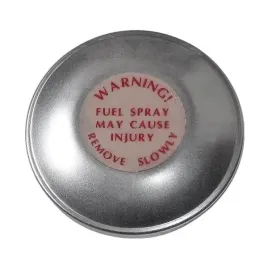 WARNING!
FUEL SPRAY
MAY CAUSE
INJURY
REMOVE SLOWLY